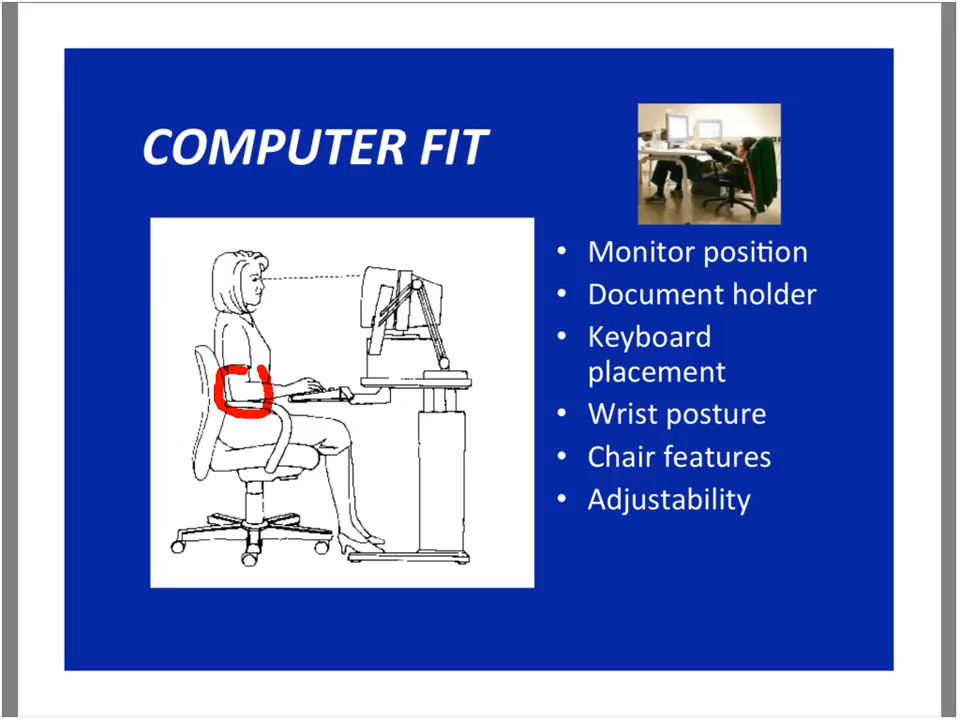 COMPUTER FIT
• Monitor position
• Document holder
• Keyboard
placement
• Wrist posture
• Chair features
• Adjustability